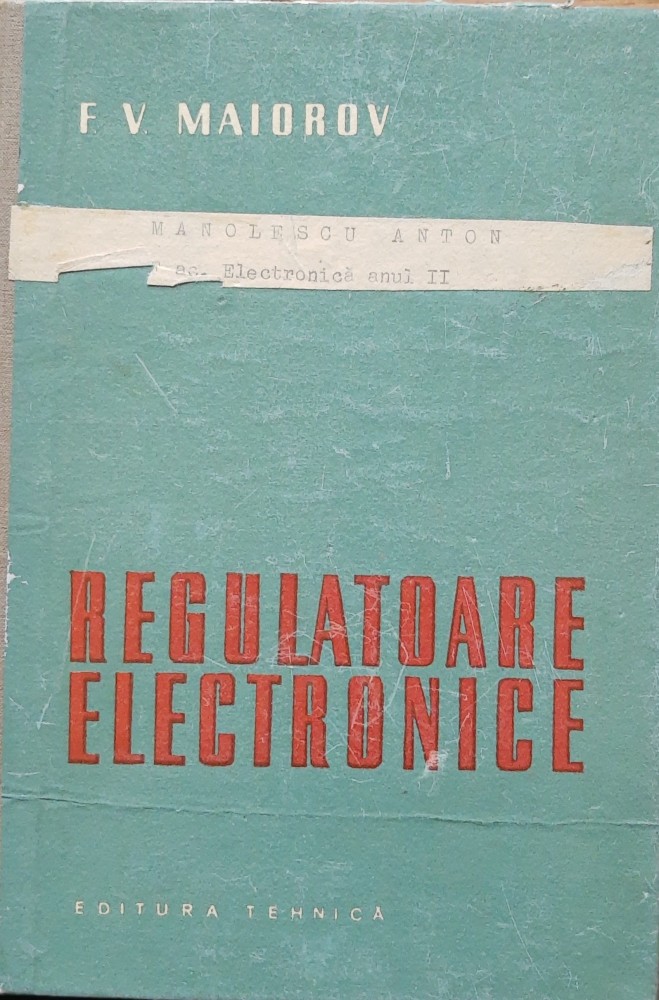 F. V. MAIOROV
MANOLESCU ANTON
Electronică anul II
REGULATOARE
ELECTRONICE
EDITURA TEHNICĂ